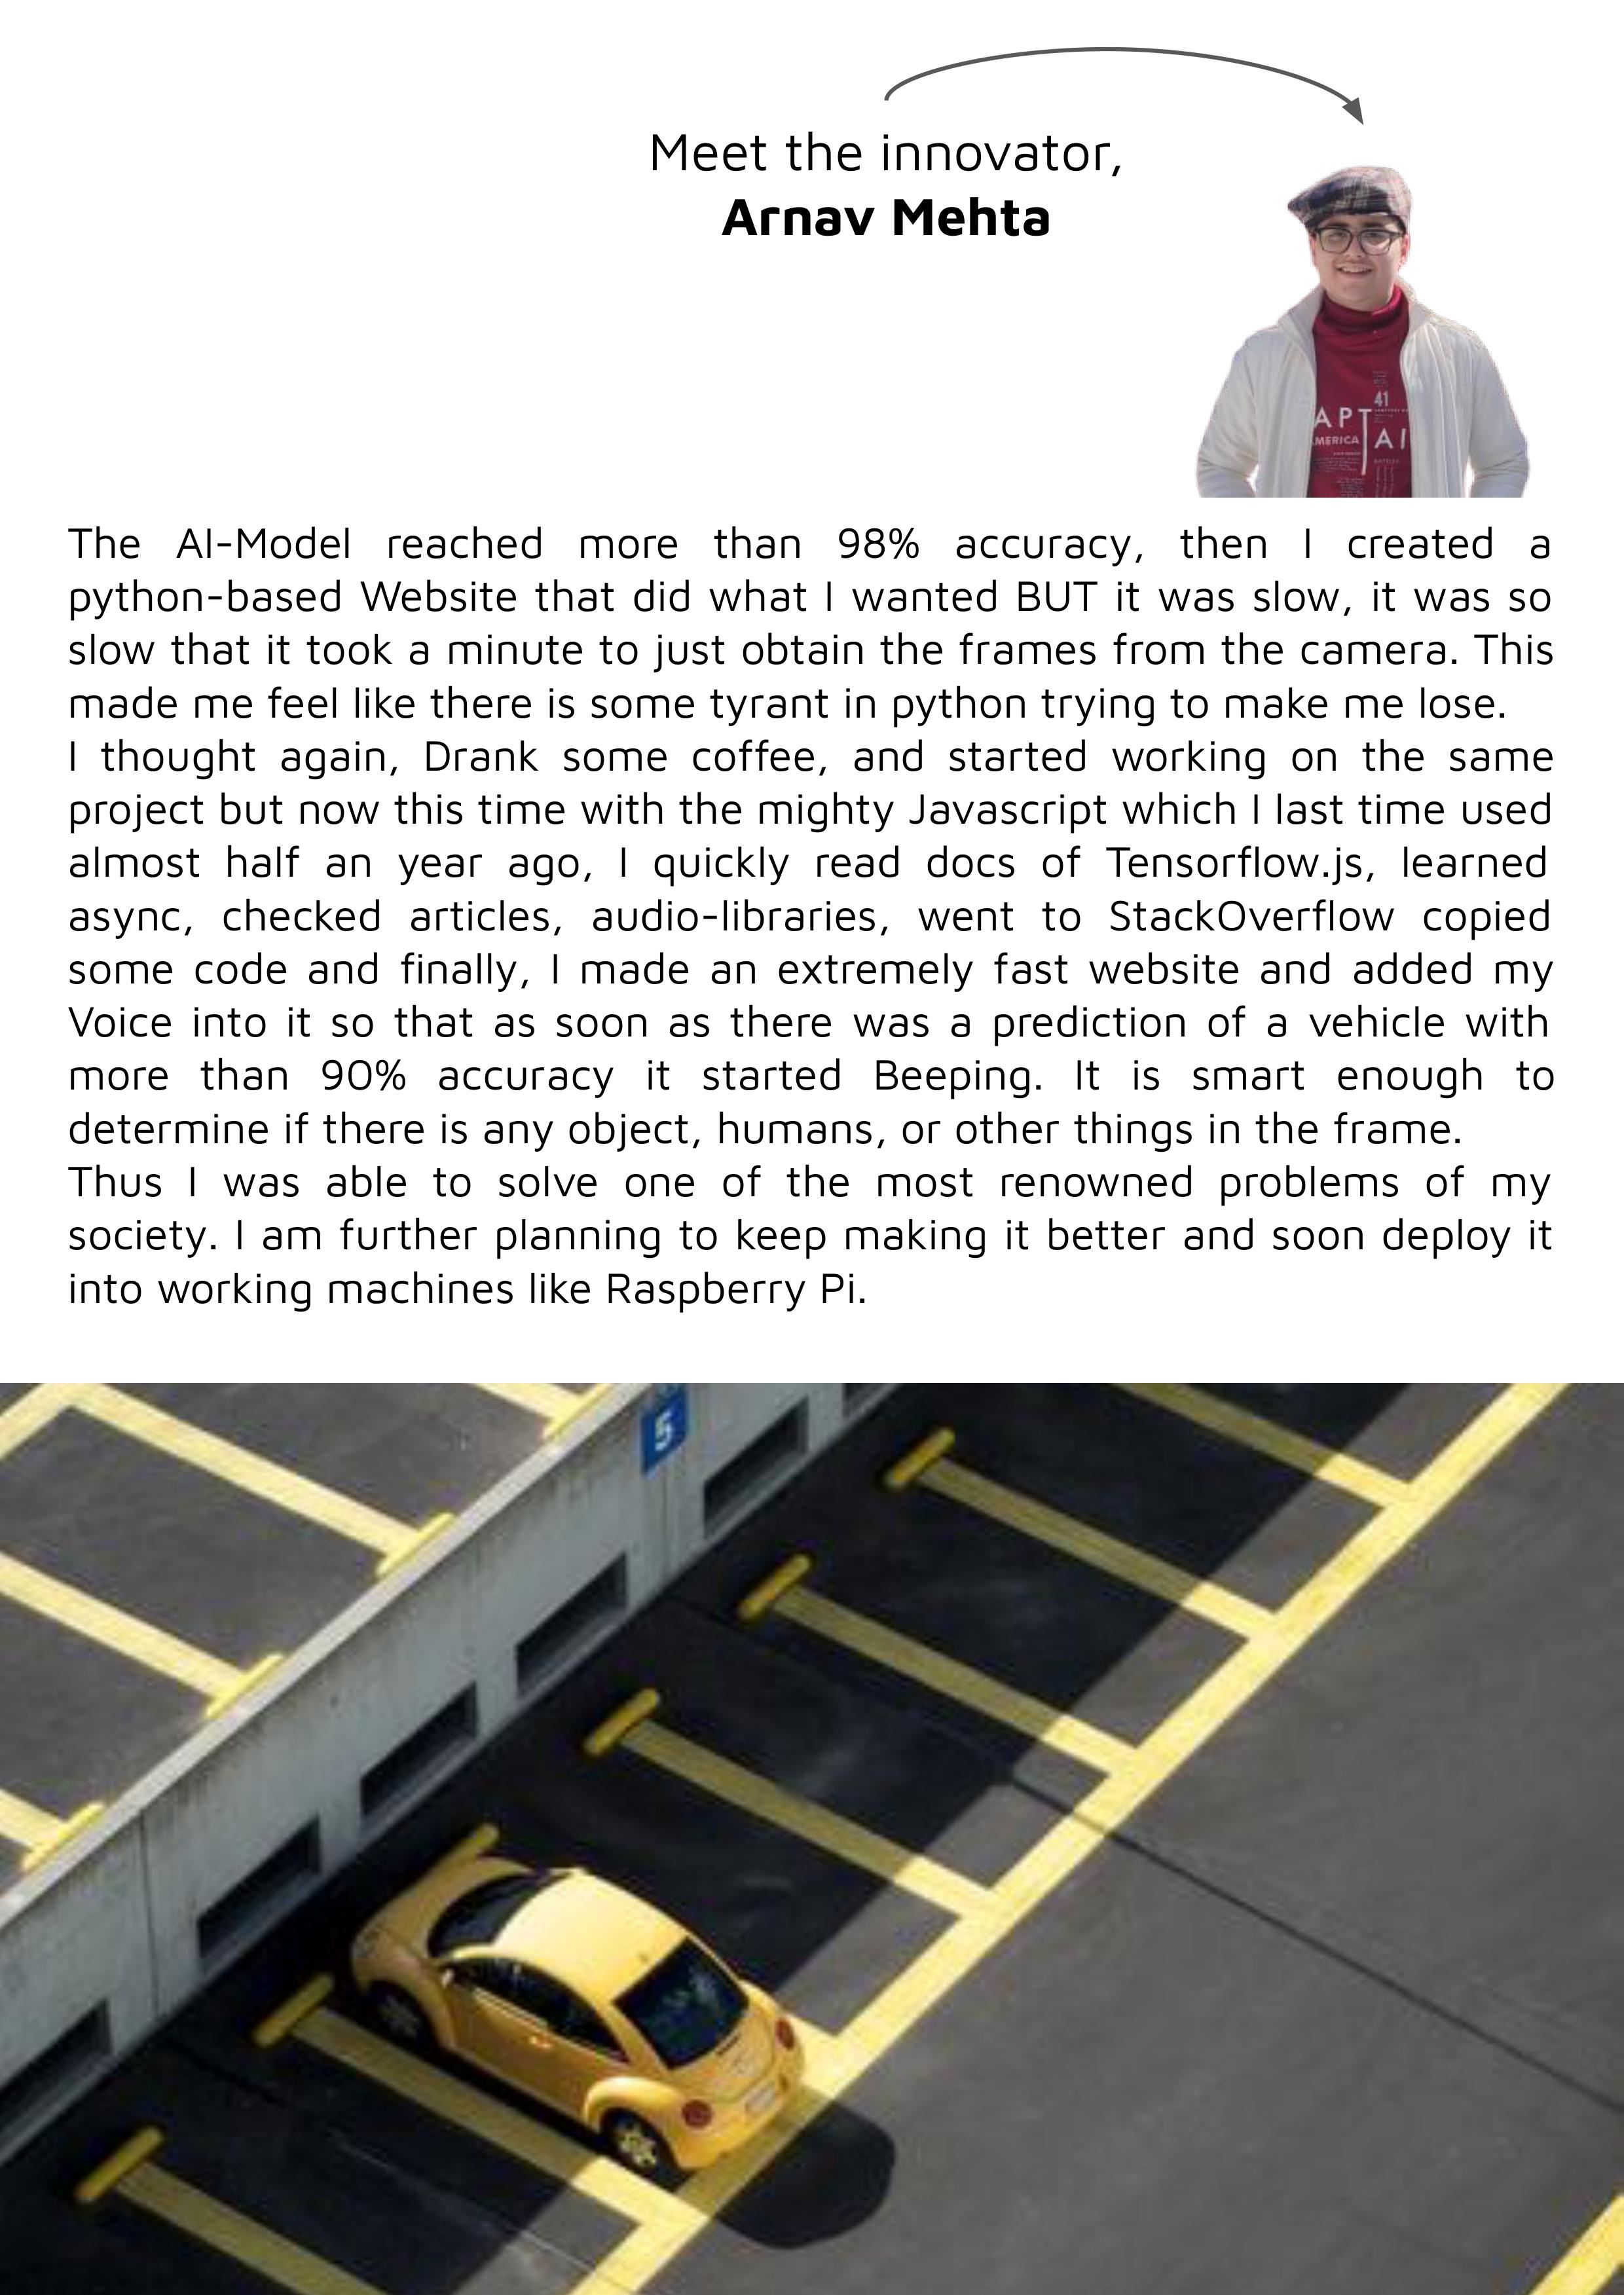 Meet the innovator,
Arnav Mehta
41
APT
AMERICA
AI
BATTLES
The AI-Model reached more than 98% accuracy, then I created a
python-based Website that did what I wanted BUT it was slow, it was so
slow that it took a minute to just obtain the frames from the camera. This
made me feel like there is some tyrant in python trying to make me lose.
I thought again, Drank some coffee, and started working on the same
project but now this time with the mighty Javascript which I last time used
almost half an year ago, I quickly read docs of Tensorflow.js, learned
async, checked articles, audio-libraries, went to StackOverflow copied
some code and finally, I made an extremely fast website and added my
Voice into it so that as soon as there was a prediction of a vehicle with
more than 90% accuracy it started Beeping. It is smart enough to
determine if there is any object, humans, or other things in the frame.
Thus I was able to solve one of the most renowned problems of my
society. I am further planning to keep making it better and soon deploy it
into working machines like Raspberry Pi.
5